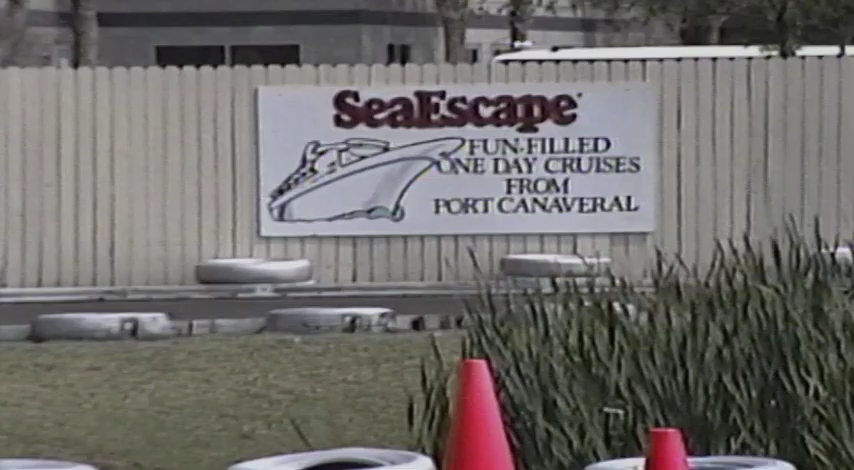 SeaEscape
FUN-FILLED
ONE DAY CRUISES
FROM
PORT CANAVERAL